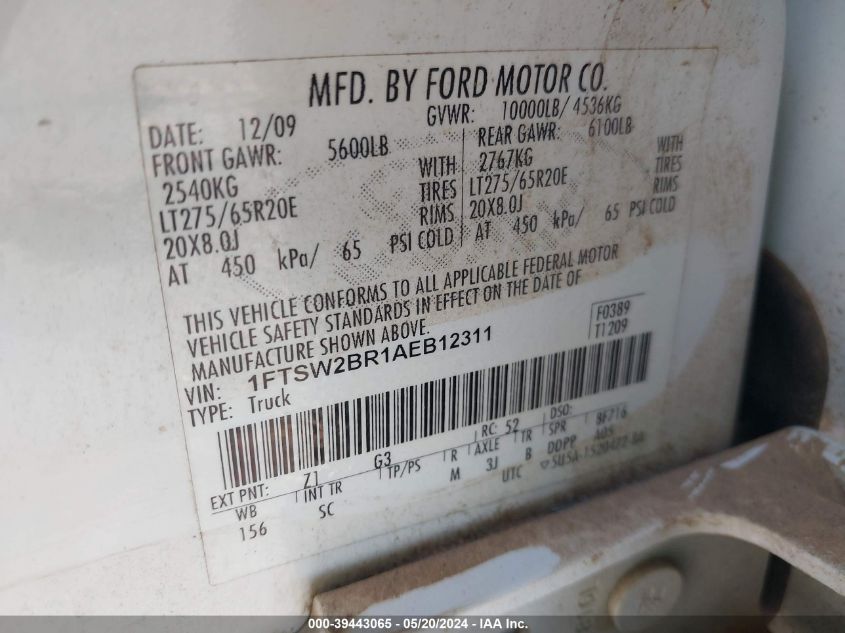 MFD. BY FORD MOTOR CO.
DATE: 12/09 GVWR: 10000LB/ 4536KG
FRONT GAWR: 5600LB REAR GAWR: 6100LB
2540KG WITH 2767KG WITH
LT275/65R20E TIRES LT275/65R20E TIRES
20X8.0J RIMS 20X8.0J RIMS
AT 450 kPa/ 65 PSI COLD AT 450 kPa/ 65 PSI COLD
THIS VEHICLE CONFORMS TO ALL APPLICABLE FEDERAL MOTOR
VEHICLE SAFETY STANDARDS IN EFFECT ON THE DATE OF
MANUFACTURE SHOWN ABOVE. F0389
VIN: 1FTSW2BR1AEB12311 T1209
TYPE: Truck
EXT PNT: Z1 G3 RC: 52 DSO: BF716
WB INT TR TP/PS R AXLE TR SPR A05
156 SC M 3J B DDPP
UTC
000-39443065 - 05/20/2024 - IAA Inc.